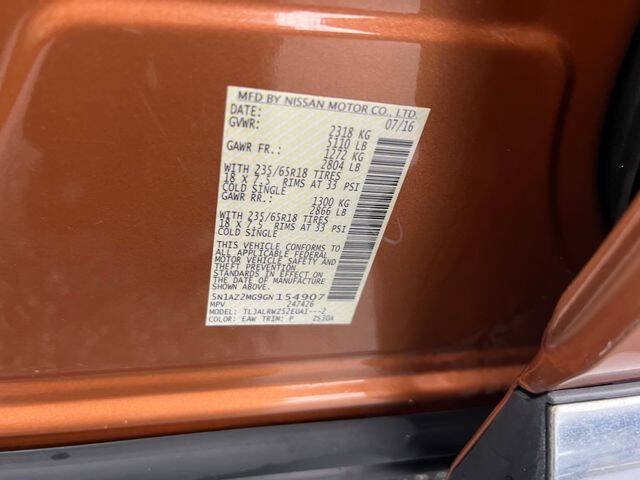 MFD BY NISSAN MOTOR CO., LTD.
DATE: 07/16
GVWR: 2318 KG
5110 LB
GAWR FR.: 1272 KG
2804 LB
WITH 235/65R18 TIRES
18 X 7.5 RIMS AT 33 PSI
COLD SINGLE
GAWR RR.: 1300 KG
2866 LB
WITH 235/65R18 TIRES
18 X 7.5 RIMS AT 33 PSI
COLD SINGLE
THIS VEHICLE CONFORMS TO
ALL APPLICABLE FEDERAL
MOTOR VEHICLE SAFETY AND
THEFT PREVENTION
STANDARDS IN EFFECT ON
THE DATE OF MANUFACTURE
SHOWN ABOVE.
5N1AZ2MG9GN154907
MPV 247426
MODEL: TLJALRWZ52EUA1---2
COLOR: EAW TRIM: P ZS30A